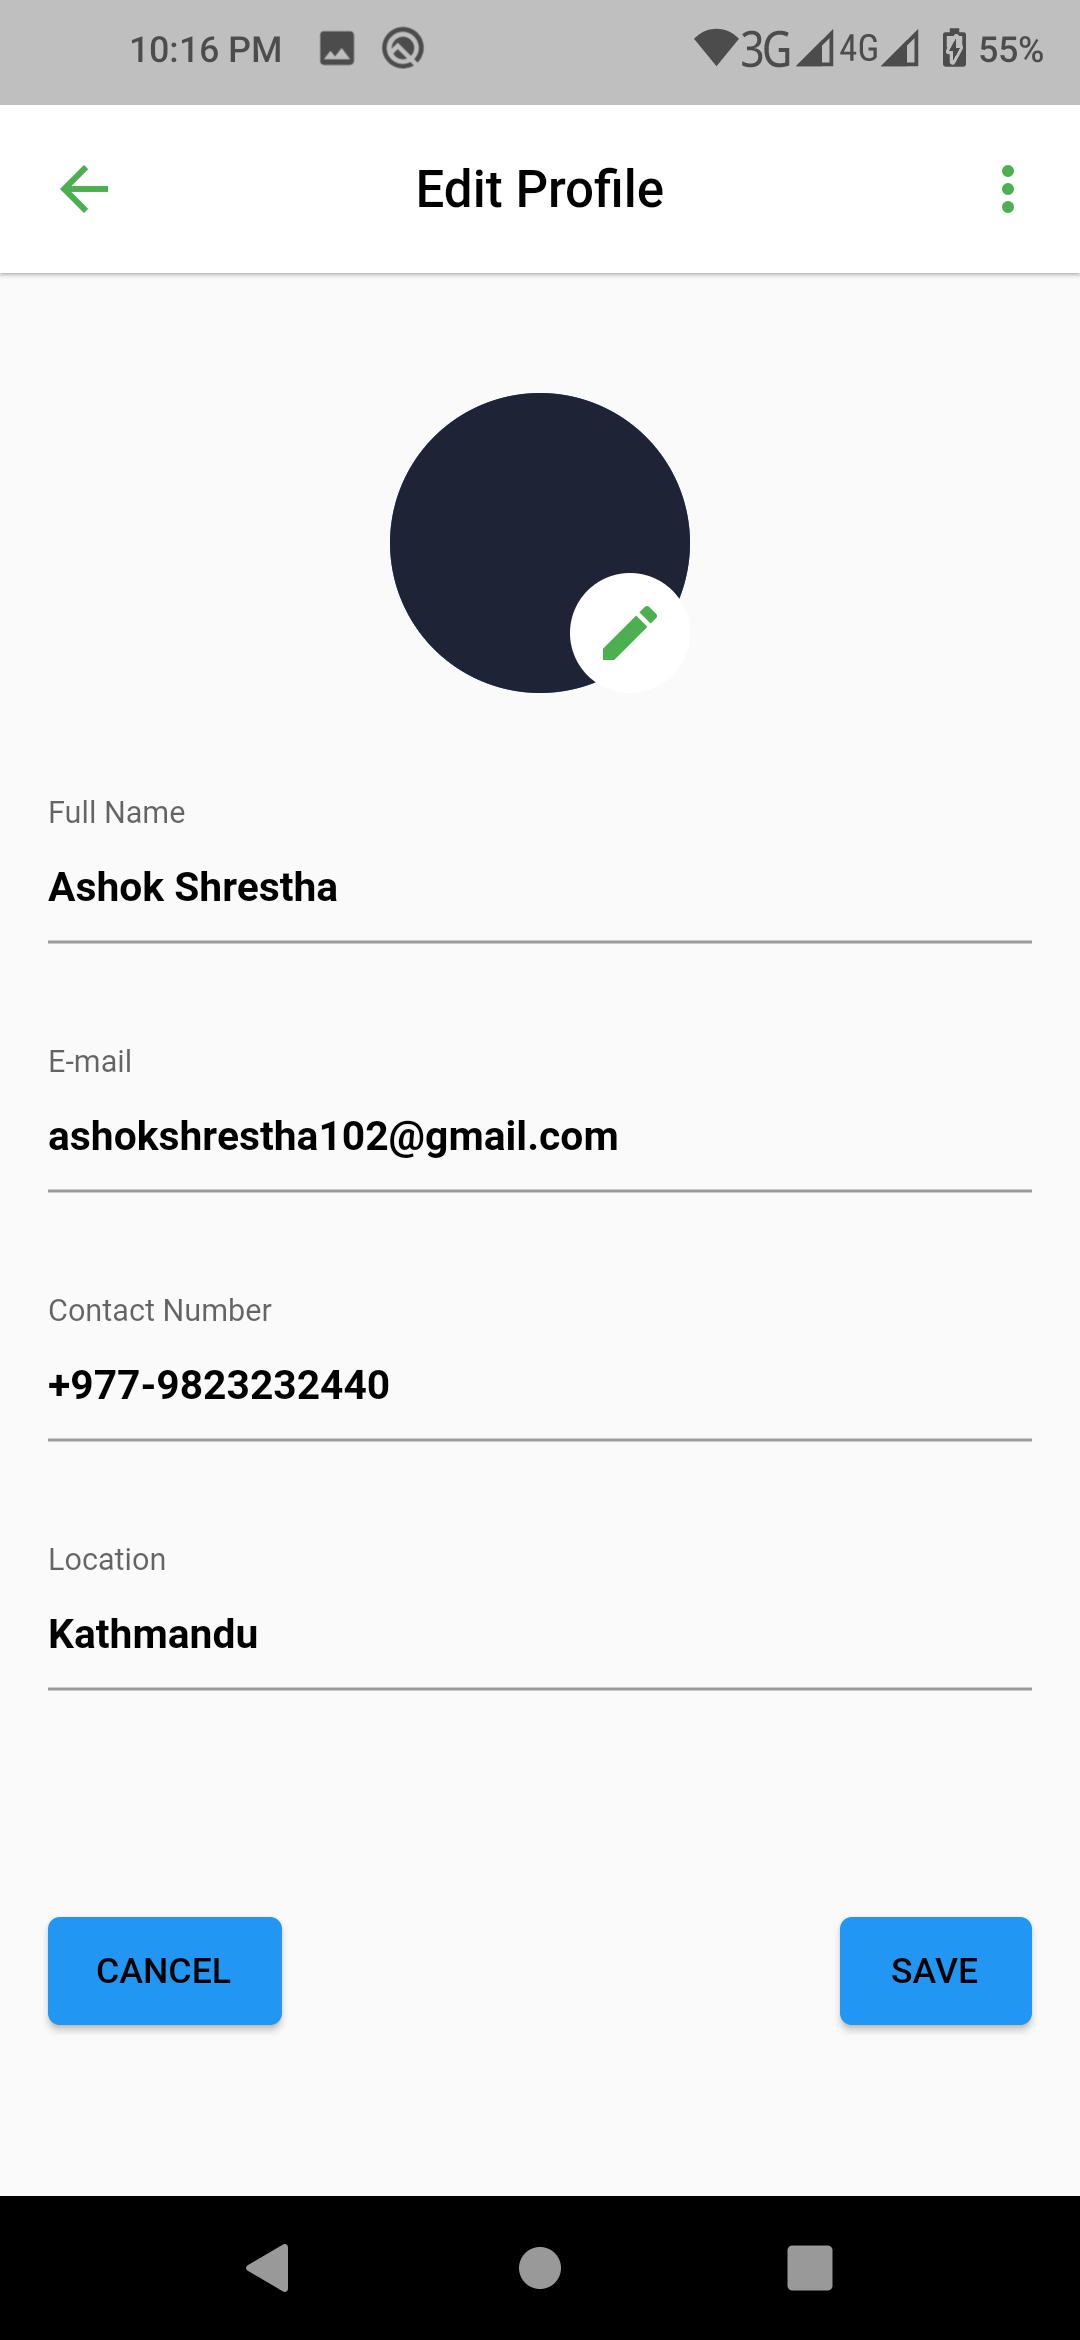 10:16 PM 3G 4G 55%
Edit Profile
Full Name
Ashok Shrestha
E-mail
ashokshrestha102@gmail.com
Contact Number
+977-9823232440
Location
Kathmandu
CANCEL SAVE